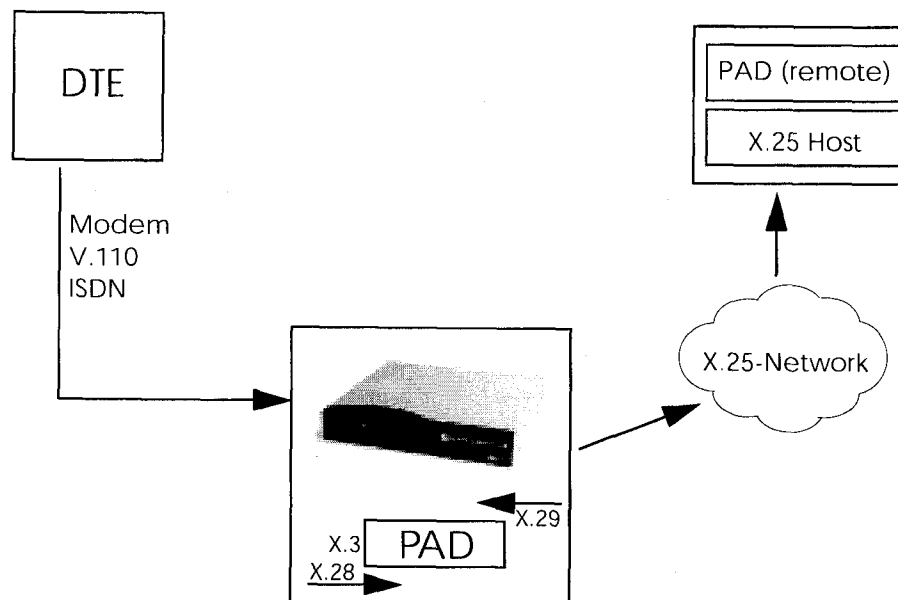 DTE
PAD (remote)
X.25 Host
Modem
V.110
ISDN
X.25-Network
X.29
X.3
PAD
X.28